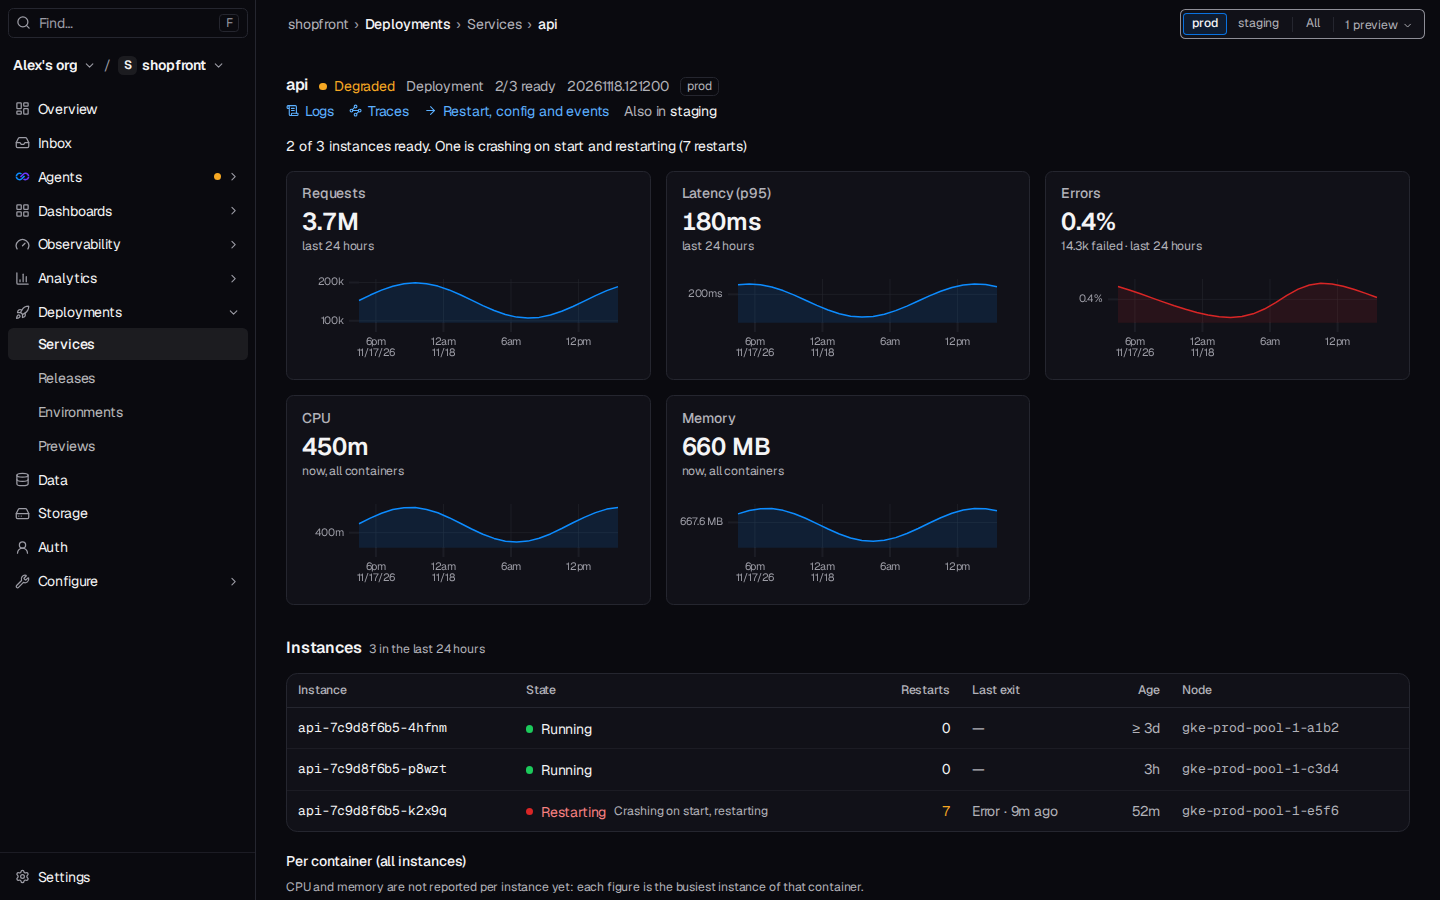 Find...
F
Alex's org / S shopfront
Overview
Inbox
Agents
Dashboards
Observability
Analytics
Deployments
Services
Releases
Environments
Previews
Data
Storage
Auth
Configure
Settings
shopfront › Deployments › Services › api
prod staging All 1 preview
api Degraded Deployment 2/3 ready 20261118.121200 prod
Logs Traces Restart, config and events Also in staging
2 of 3 instances ready. One is crashing on start and restarting (7 restarts)
Requests
3.7M
last 24 hours
200k
100k
6pm 12am 6am 12pm
11/17/26 11/18
Latency (p95)
180ms
last 24 hours
200ms
6pm 12am 6am 12pm
11/17/26 11/18
Errors
0.4%
14.3k failed · last 24 hours
0.4%
6pm 12am 6am 12pm
11/17/26 11/18
CPU
450m
now, all containers
400m
6pm 12am 6am 12pm
11/17/26 11/18
Memory
660 MB
now, all containers
667.6 MB
6pm 12am 6am 12pm
11/17/26 11/18
Instances 3 in the last 24 hours
Instance State Restarts Last exit Age Node
api-7c9d8f6b5-4hfnm Running 0 — ≥ 3d gke-prod-pool-1-a1b2
api-7c9d8f6b5-p8wzt Running 0 — 3h gke-prod-pool-1-c3d4
api-7c9d8f6b5-k2x9q Restarting Crashing on start, restarting 7 Error · 9m ago 52m gke-prod-pool-1-e5f6
Per container (all instances)
CPU and memory are not reported per instance yet: each figure is the busiest instance of that container.